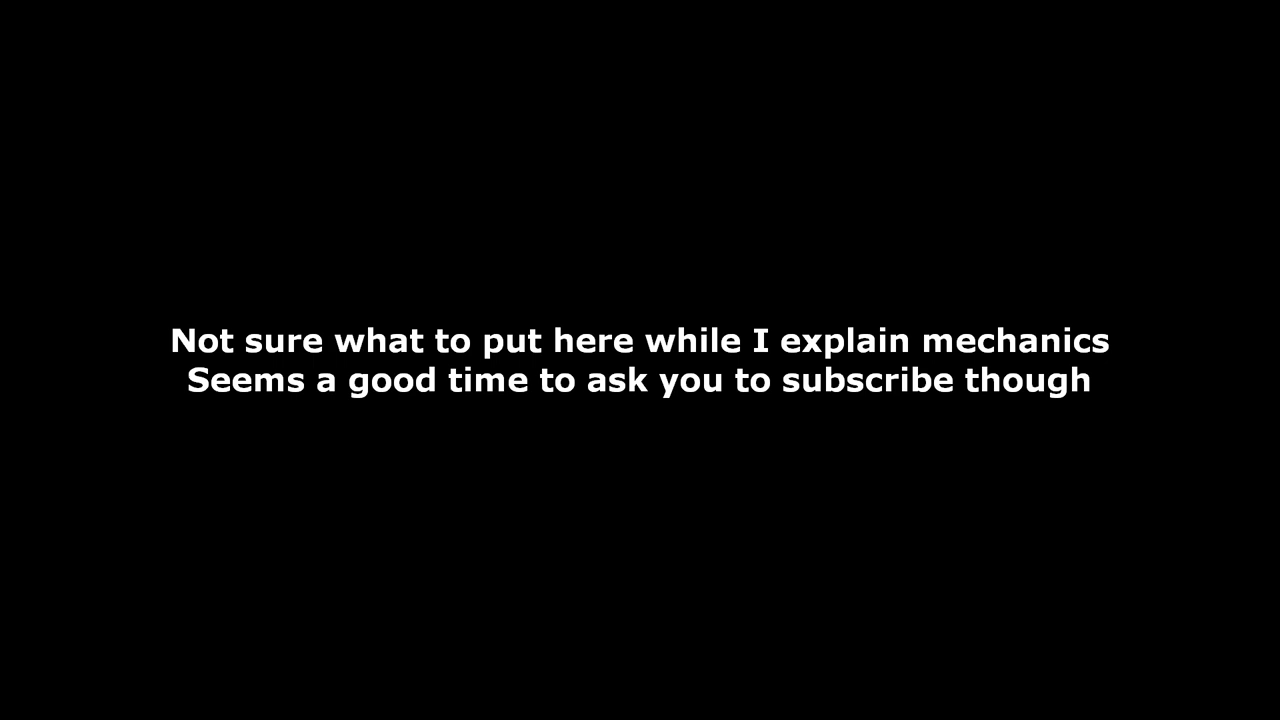 Not sure what to put here while I explain mechanics
Seems a good time to ask you to subscribe though